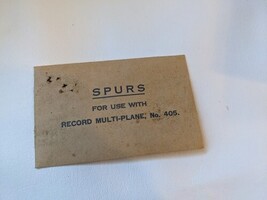 SPURS
FOR USE WITH
RECORD MULTI-PLANE, No. 405.